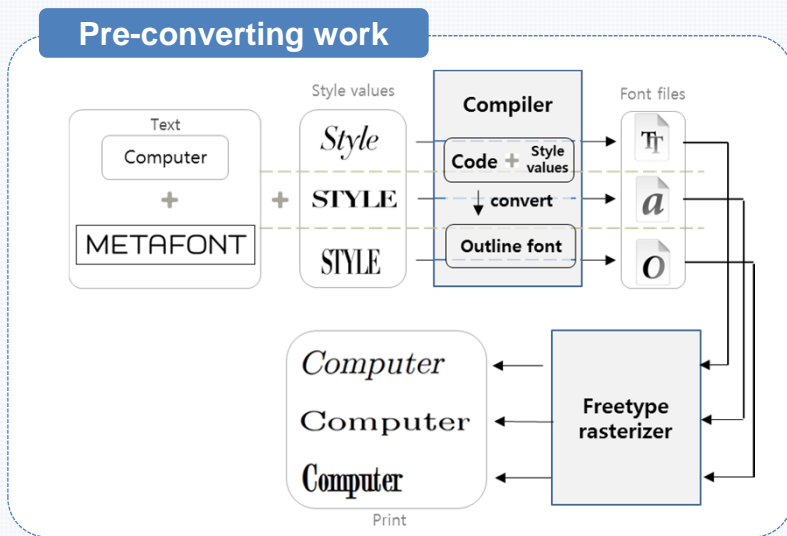 Pre-converting work
Text
Computer
+
METAFONT
+
Style values
Style
STYLE
STYLE
Compiler
Code + Style values
convert
Outline font
Font files
TT
a
O
Freetype
rasterizer
Computer
Computer
Computer
Print